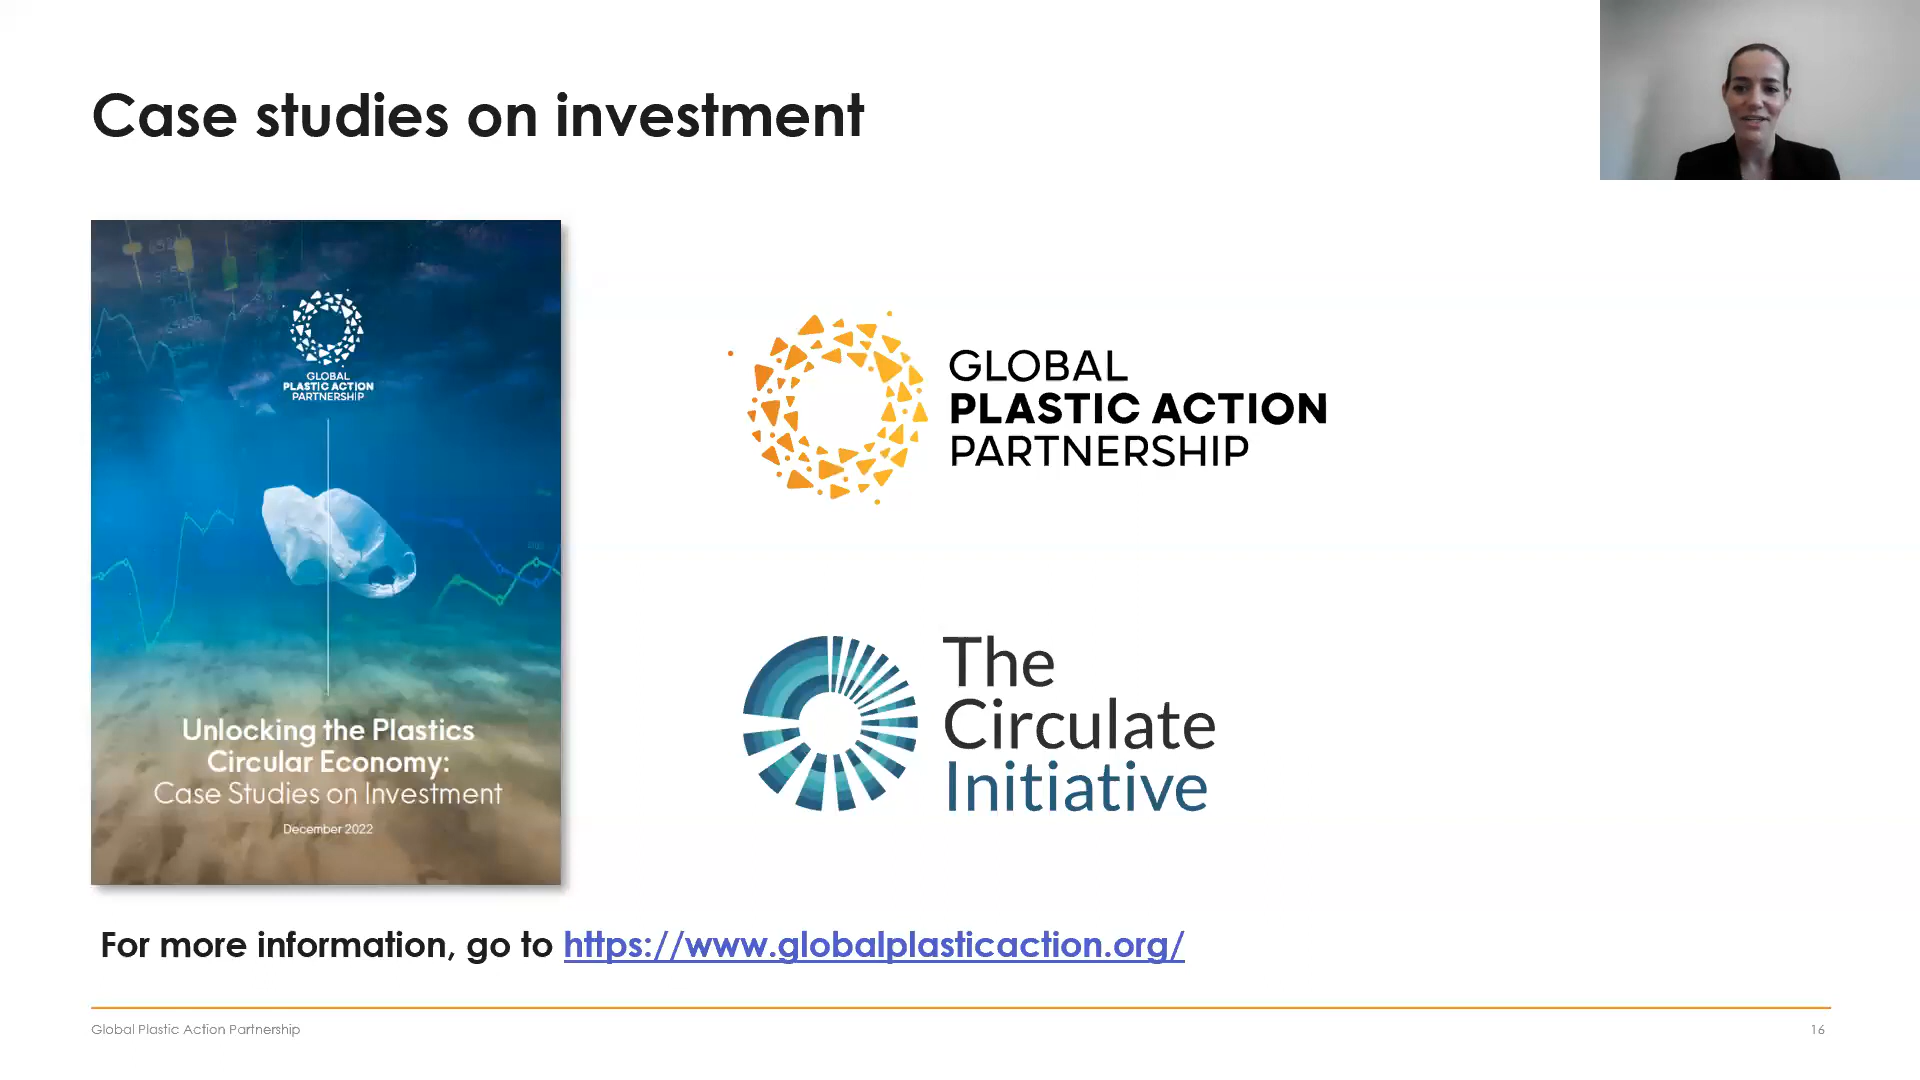 Case studies on investment
GLOBAL
PLASTIC ACTION
PARTNERSHIP
Unlocking the Plastics
Circular Economy:
Case Studies on Investment
December 2022
GLOBAL
PLASTIC ACTION
PARTNERSHIP
The
Circulate
Initiative
For more information, go to https://www.globalplasticaction.org/
Global Plastic Action Partnership
16